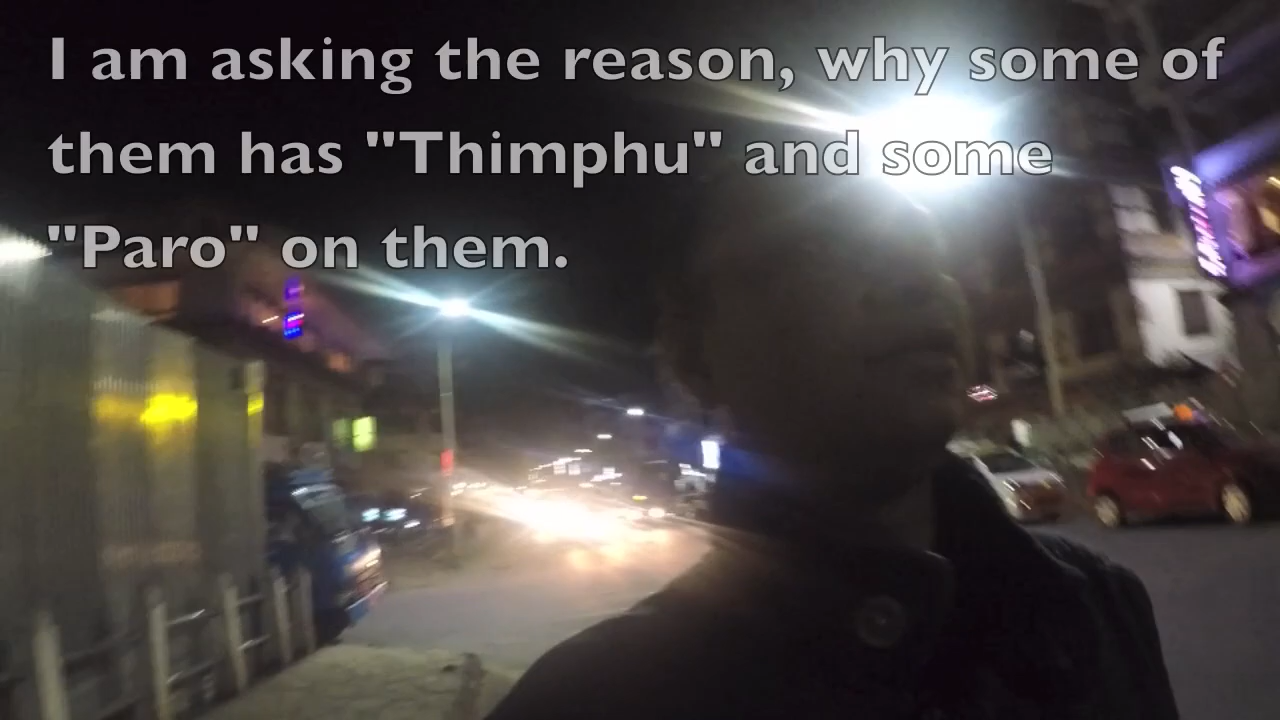 I am asking the reason, why some of
them has "Thimphu" and some
"Paro" on them.